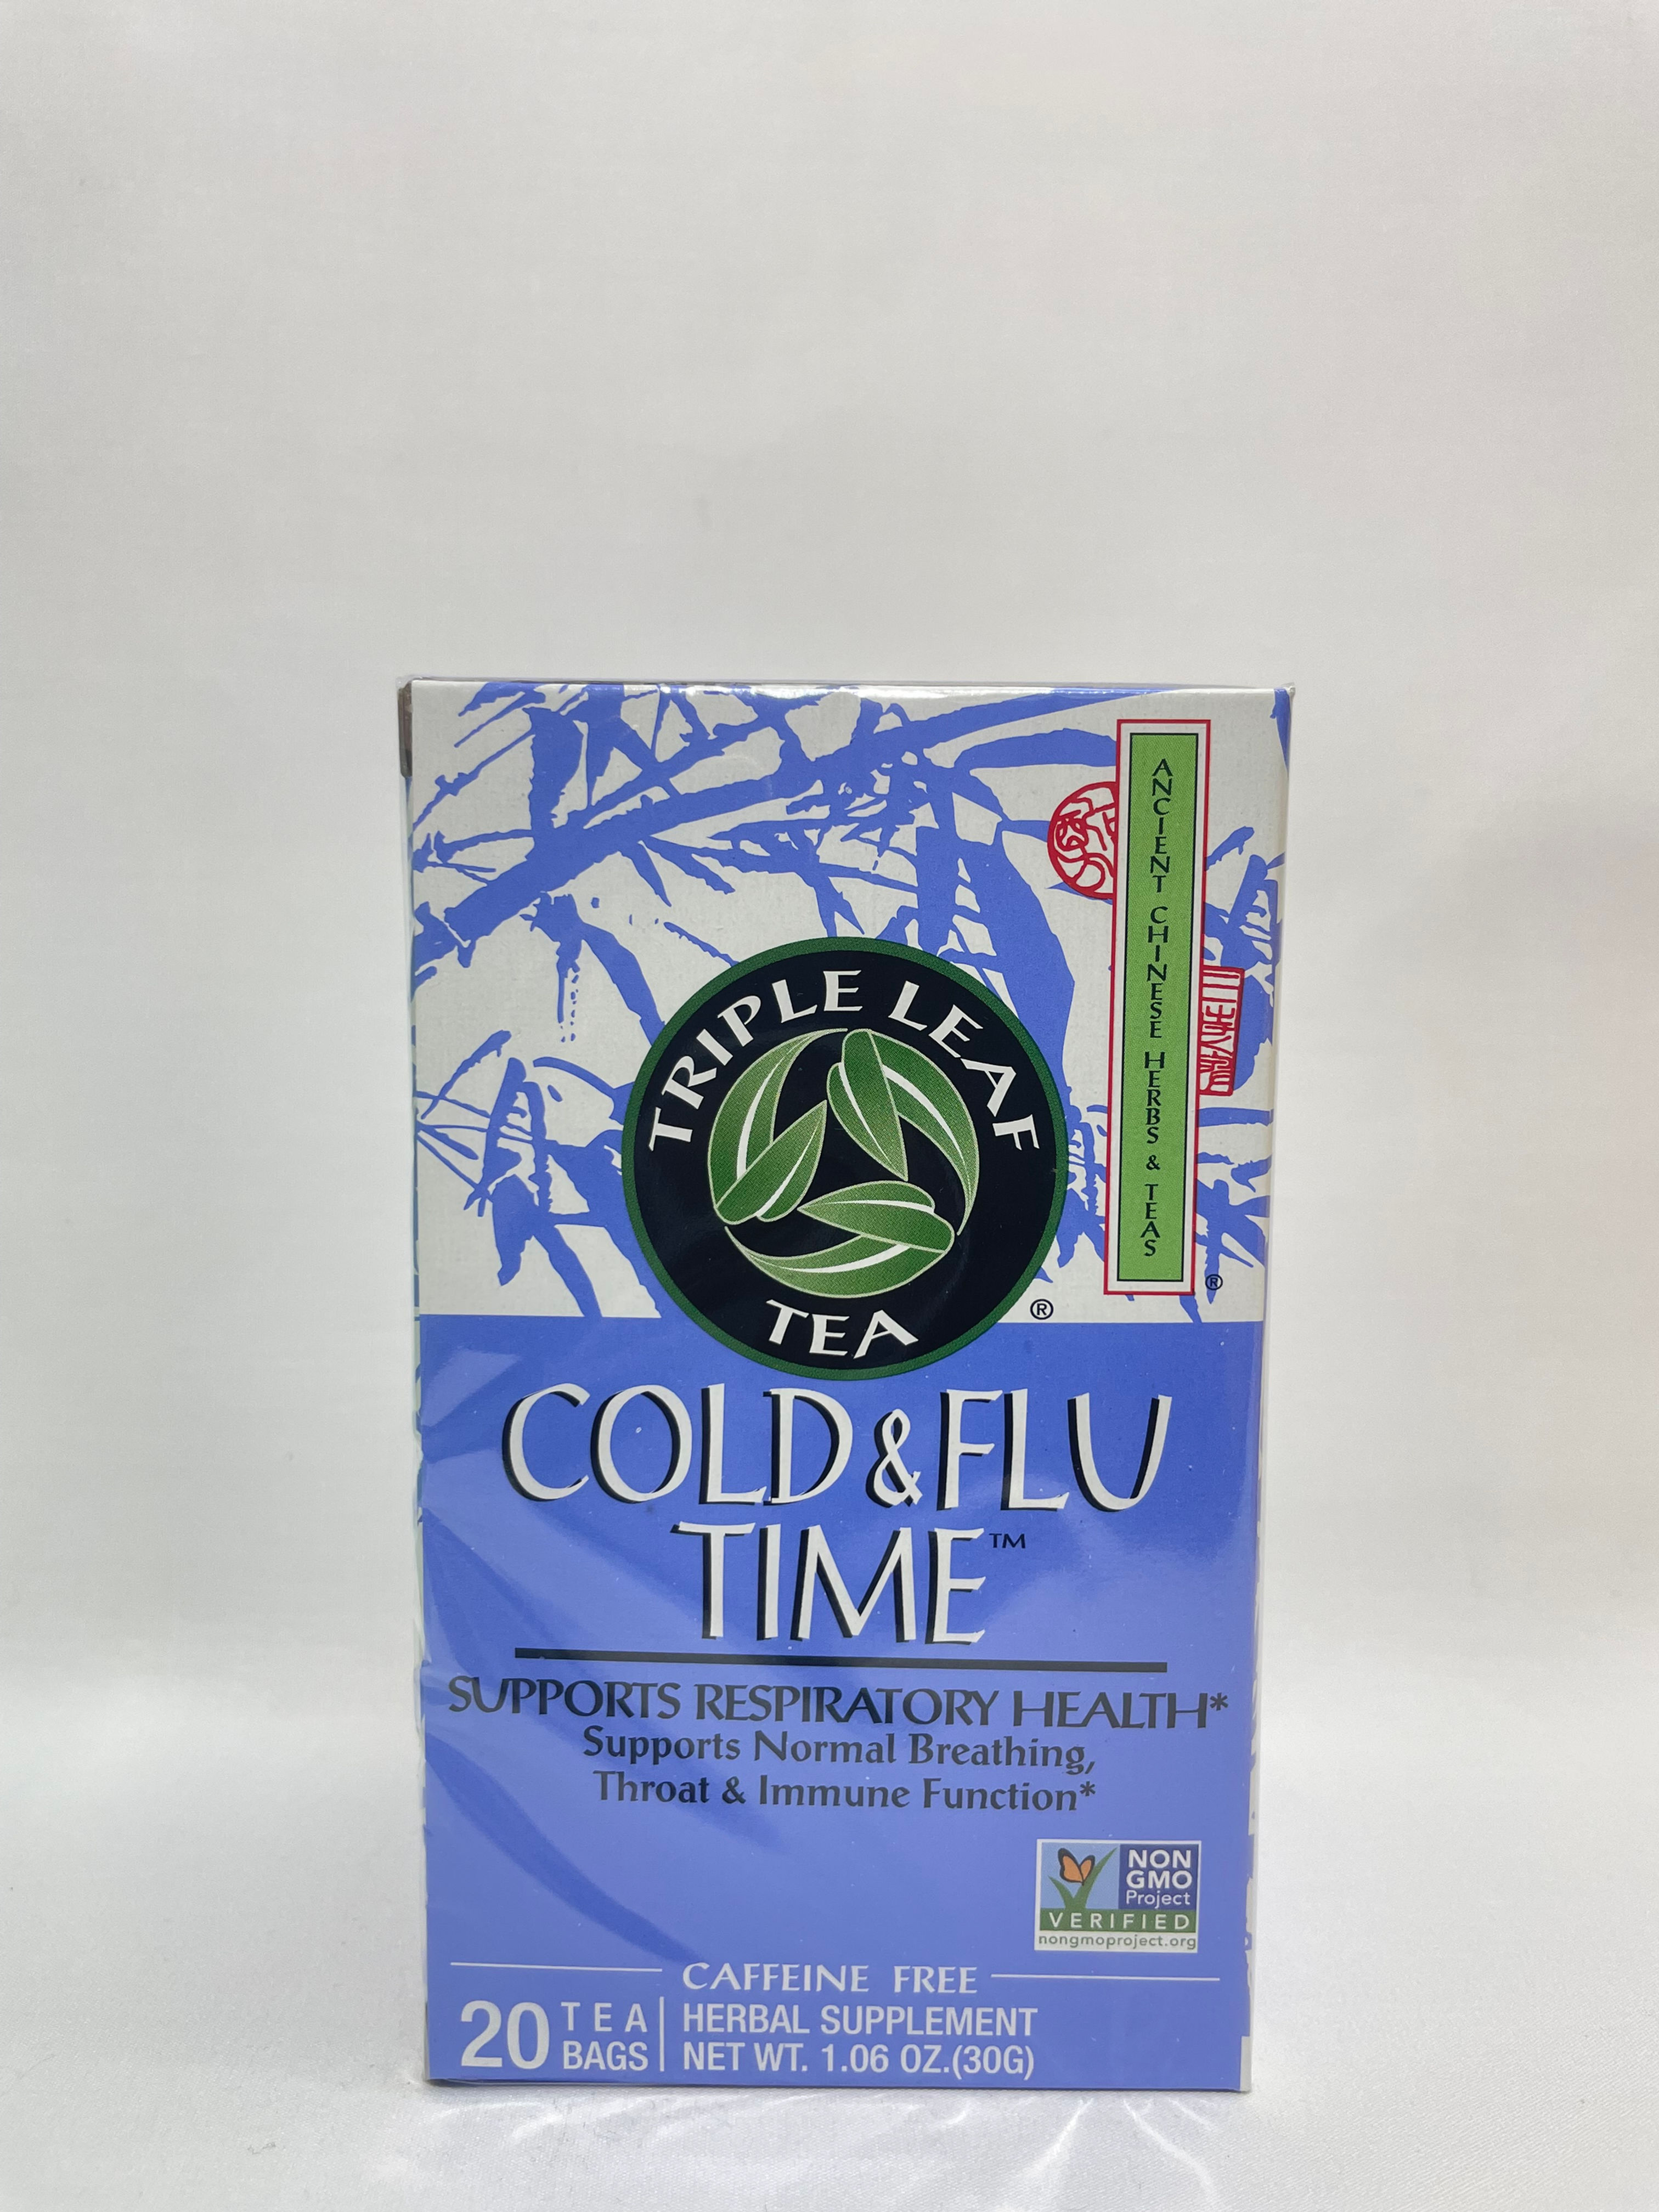 ANCIENT CHINESE HERBS & TEAS
®
TRIPLE LEAF
TEA
®
COLD & FLU
TIME™
SUPPORTS RESPIRATORY HEALTH*
Supports Normal Breathing,
Throat & Immune Function*
NON
GMO
Project
VERIFIED
nongmoproject.org
CAFFEINE FREE
20 TEA BAGS
HERBAL SUPPLEMENT
NET WT. 1.06 OZ.(30G)